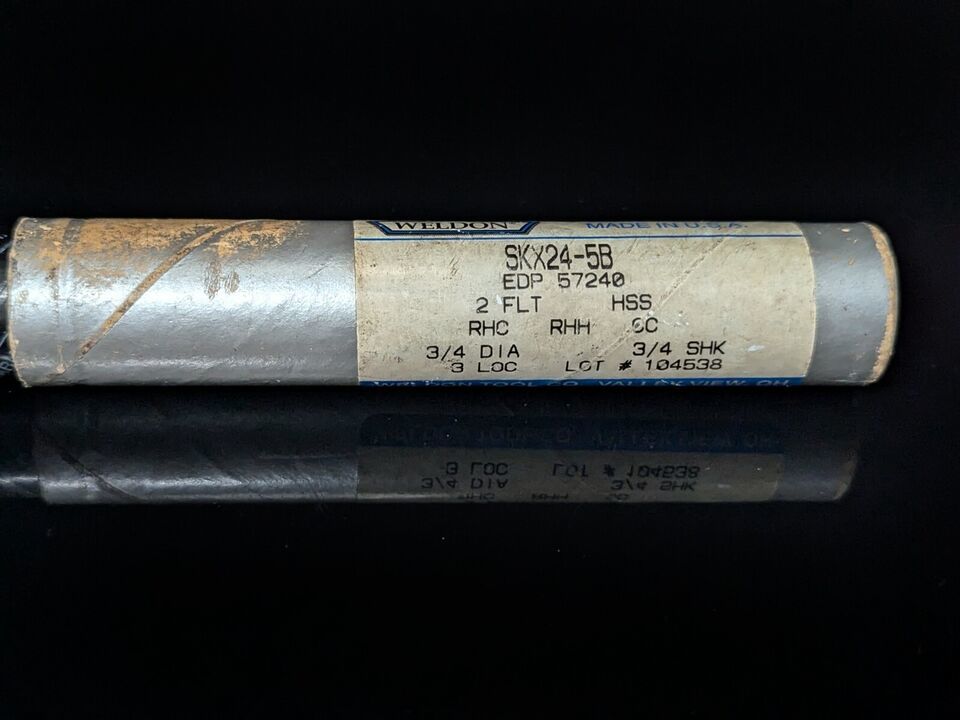 WELDON MADE IN U.S.A.
SKX24-5B
EDP 57240
2 FLT HSS
RHC RHH CC
3/4 DIA 3/4 SHK
3 LOC LOT # 104538
WELDON TOOL CO. VALLEY VIEW, OH.